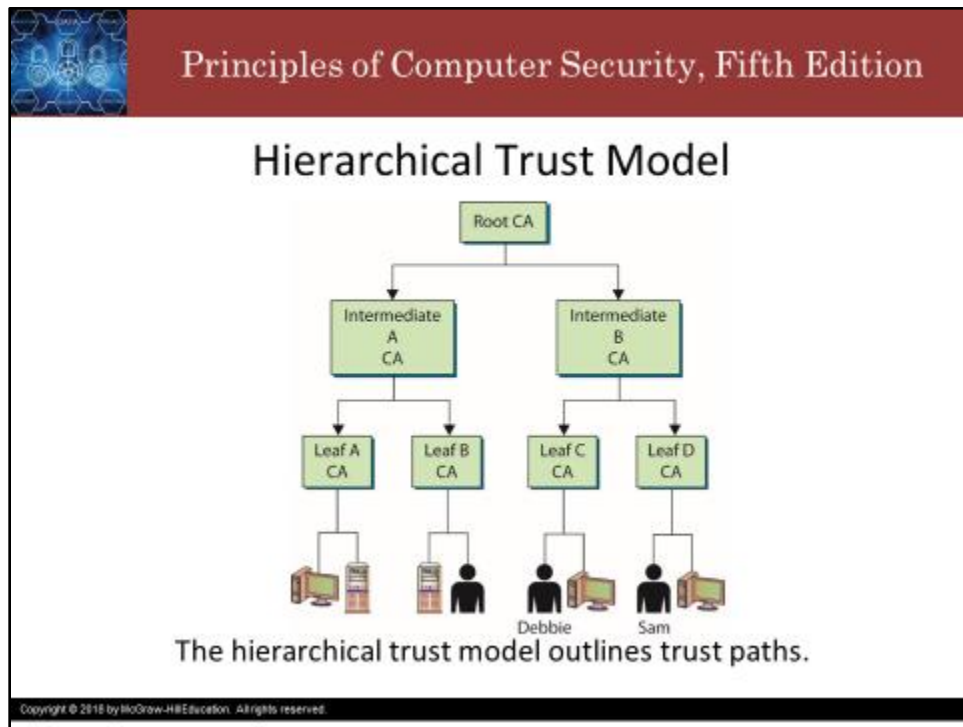 Principles of Computer Security, Fifth Edition
Hierarchical Trust Model
Root CA
Intermediate
A
CA
Intermediate
B
CA
Leaf A
CA
Leaf B
CA
Leaf C
CA
Leaf D
CA
Debbie
Sam
The hierarchical trust model outlines trust paths.
Copyright © 2018 by McGraw-Hill Education. All rights reserved.